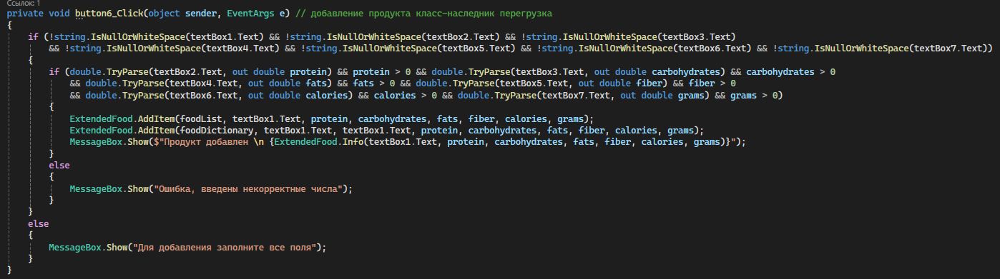 Ссылок: 1
private void button6_Click(object sender, EventArgs e) // добавление продукта класс-наследник перегрузка
{
    if (!string.IsNullOrWhiteSpace(textBox1.Text) && !string.IsNullOrWhiteSpace(textBox2.Text) && !string.IsNullOrWhiteSpace(textBox3.Text)
        && !string.IsNullOrWhiteSpace(textBox4.Text) && !string.IsNullOrWhiteSpace(textBox5.Text) && !string.IsNullOrWhiteSpace(textBox6.Text) && !string.IsNullOrWhiteSpace(textBox7.Text))
    {
        if (double.TryParse(textBox2.Text, out double protein) && protein > 0 && double.TryParse(textBox3.Text, out double carbohydrates) && carbohydrates > 0
            && double.TryParse(textBox4.Text, out double fats) && fats > 0 && double.TryParse(textBox5.Text, out double fiber) && fiber > 0
            && double.TryParse(textBox6.Text, out double calories) && calories > 0 && double.TryParse(textBox7.Text, out double grams) && grams > 0)
        {
            ExtendedFood.AddItem(foodList, textBox1.Text, protein, carbohydrates, fats, fiber, calories, grams);
            ExtendedFood.AddItem(foodDictionary, textBox1.Text, textBox1.Text, protein, carbohydrates, fats, fiber, calories, grams);
            MessageBox.Show($"Продукт добавлен \n {ExtendedFood.Info(textBox1.Text, protein, carbohydrates, fats, fiber, calories, grams)}");
        }
        else
        {
            MessageBox.Show("Ошибка, введены некорректные числа");
        }
    }
    else
    {
        MessageBox.Show("Для добавления заполните все поля");
    }
}